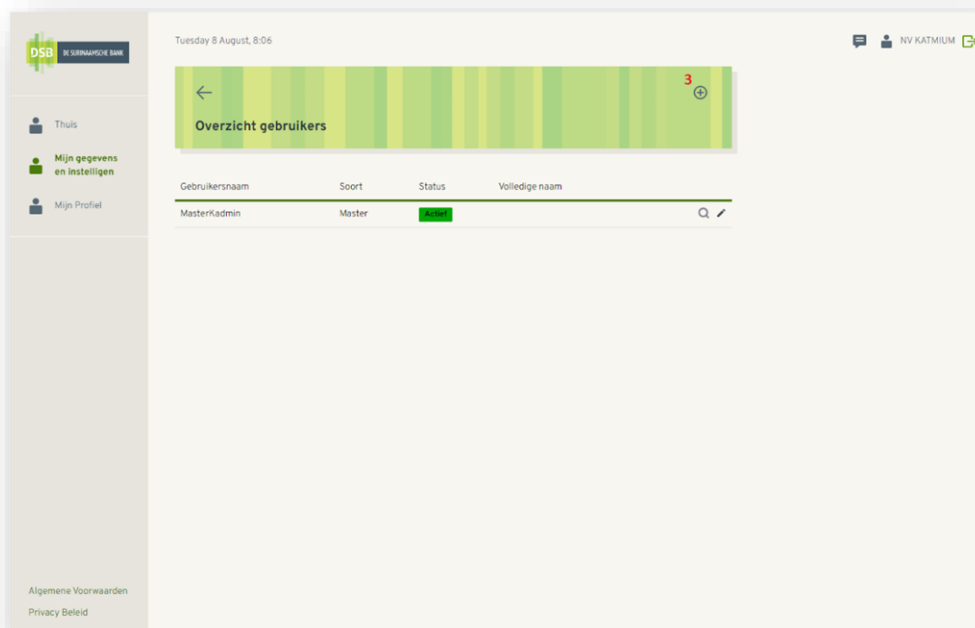 DSB DE SURINAAMSCHE BANK
Tuesday 8 August, 8:06
NV KATMIUM
Thuis
Mijn gegevens
en instelligen
Mijn Profiel
3
Overzicht gebruikers
Gebruikersnaam Soort Status Volledige naam
MasterKadmin Master Actief
Algemene Voorwaarden
Privacy Beleid